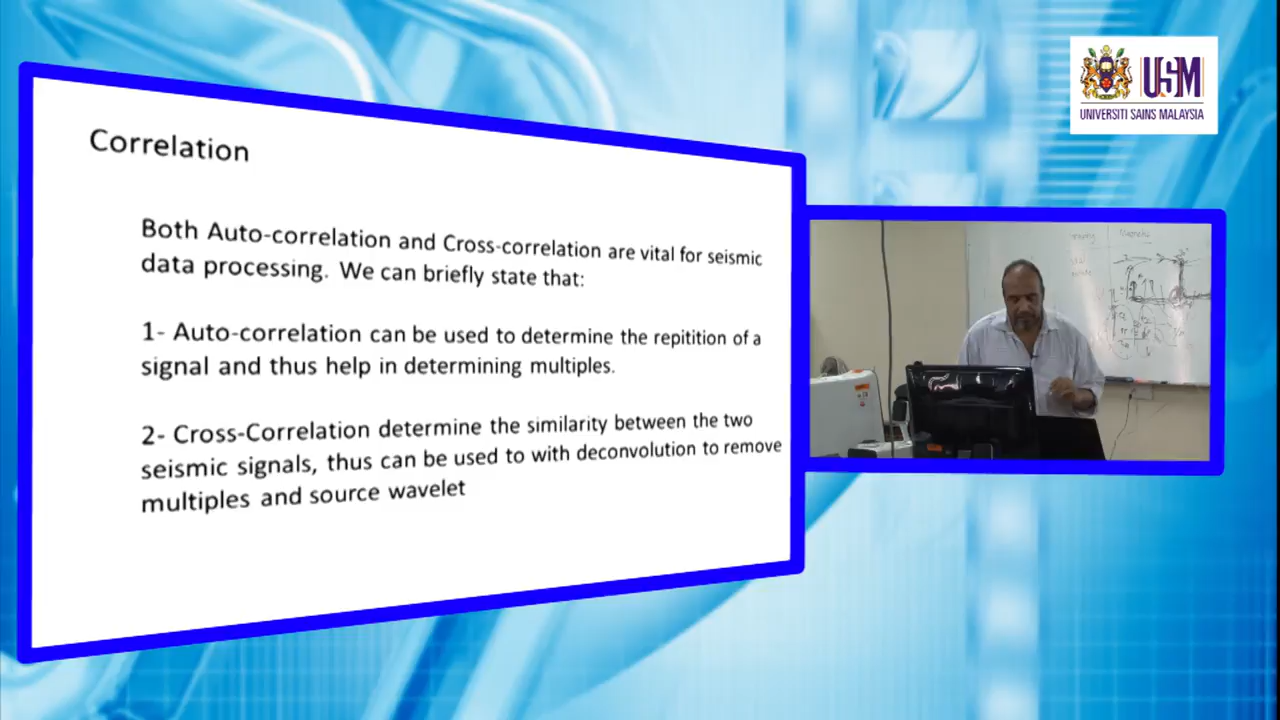 Correlation
Both Auto-correlation and Cross-correlation are vital for seismic
data processing. We can briefly state that:
1- Auto-correlation can be used to determine the repitition of a
signal and thus help in determining multiples.
2- Cross-Correlation determine the similarity between the two
seismic signals, thus can be used to with deconvolution to remove
multiples and source wavelet
USM
UNIVERSITI SAINS MALAYSIA